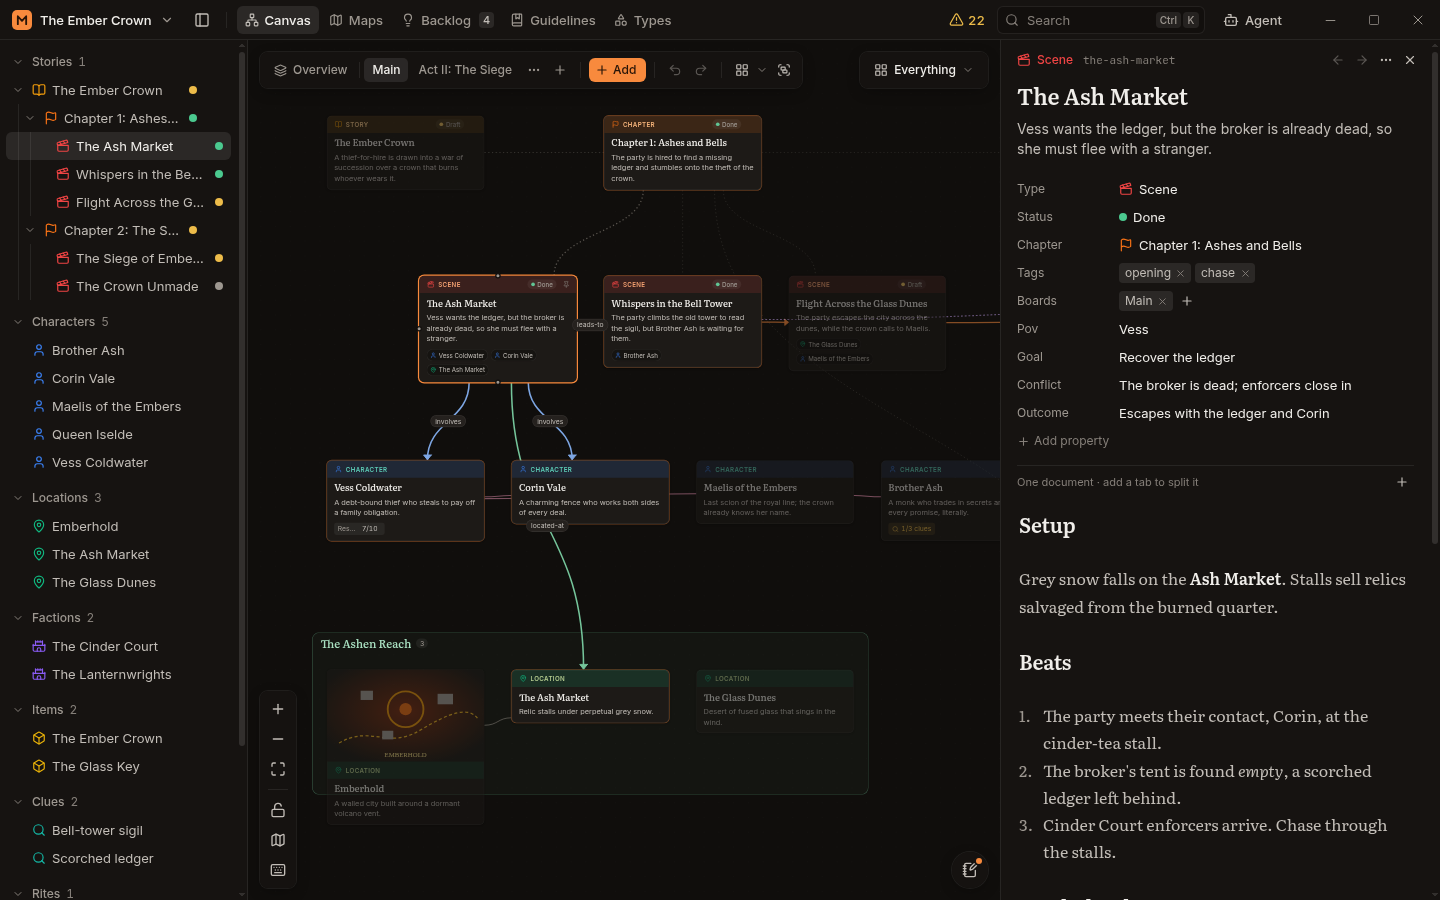 The Ember Crown
Canvas
Maps
Backlog 4
Guidelines
Types
22
Search
Ctrl K
Agent
Stories 1
The Ember Crown
Chapter 1: Ashes...
The Ash Market
Whispers in the Be...
Flight Across the G...
Chapter 2: The S...
The Siege of Embe...
The Crown Unmade
Characters 5
Brother Ash
Corin Vale
Maelis of the Embers
Queen Iselde
Vess Coldwater
Locations 3
Emberhold
The Ash Market
The Glass Dunes
Factions 2
The Cinder Court
The Lanternwrights
Items 2
The Ember Crown
The Glass Key
Clues 2
Bell-tower sigil
Scorched ledger
Rites 1
Overview
Main
Act II: The Siege
Add
Everything
STORY
Draft
The Ember Crown
A thief-for-hire is drawn into a war of
succession over a crown that burns
whoever wears it.
CHAPTER
Done
Chapter 1: Ashes and Bells
The party is hired to find a missing
ledger and stumbles onto the theft of the
crown.
SCENE
Done
The Ash Market
Vess wants the ledger, but the broker is
already dead, so she must flee with a
stranger.
Vess Coldwater
Corin Vale
The Ash Market
leads-to
SCENE
Done
Whispers in the Bell Tower
The party climbs the old tower to read
the sigil, but Brother Ash is waiting for
them.
Brother Ash
SCENE
Draft
Flight Across the Glass Dunes
The party escapes the city across the
dunes, while the crown calls to Maelis.
The Glass Dunes
Maelis of the Embers
involves
involves
CHARACTER
Vess Coldwater
A debt-bound thief who steals to pay off
a family obligation.
Res... 7/10
CHARACTER
Corin Vale
A charming fence who works both sides
of every deal.
located-at
CHARACTER
Maelis of the Embers
Last scion of the royal line, the crown
already knows her name.
CHARACTER
Brother Ash
A monk who trades in secrets a
every promise, literally.
1/3 clues
The Ashen Reach 3
EMBERHOLD
LOCATION
Emberhold
A walled city built around a dormant
volcano vent.
LOCATION
The Ash Market
Relic stalls under perpetual grey snow.
LOCATION
The Glass Dunes
Desert of fused glass that sings in the
wind.
Scene the-ash-market
The Ash Market
Vess wants the ledger, but the broker is already dead, so
she must flee with a stranger.
Type Scene
Status Done
Chapter Chapter 1: Ashes and Bells
Tags opening chase
Boards Main
Pov Vess
Goal Recover the ledger
Conflict The broker is dead; enforcers close in
Outcome Escapes with the ledger and Corin
Add property
One document · add a tab to split it
Setup
Grey snow falls on the Ash Market. Stalls sell relics
salvaged from the burned quarter.
Beats
1. The party meets their contact, Corin, at the
cinder-tea stall.
2. The broker's tent is found empty, a scorched
ledger left behind.
3. Cinder Court enforcers arrive. Chase through
the stalls.